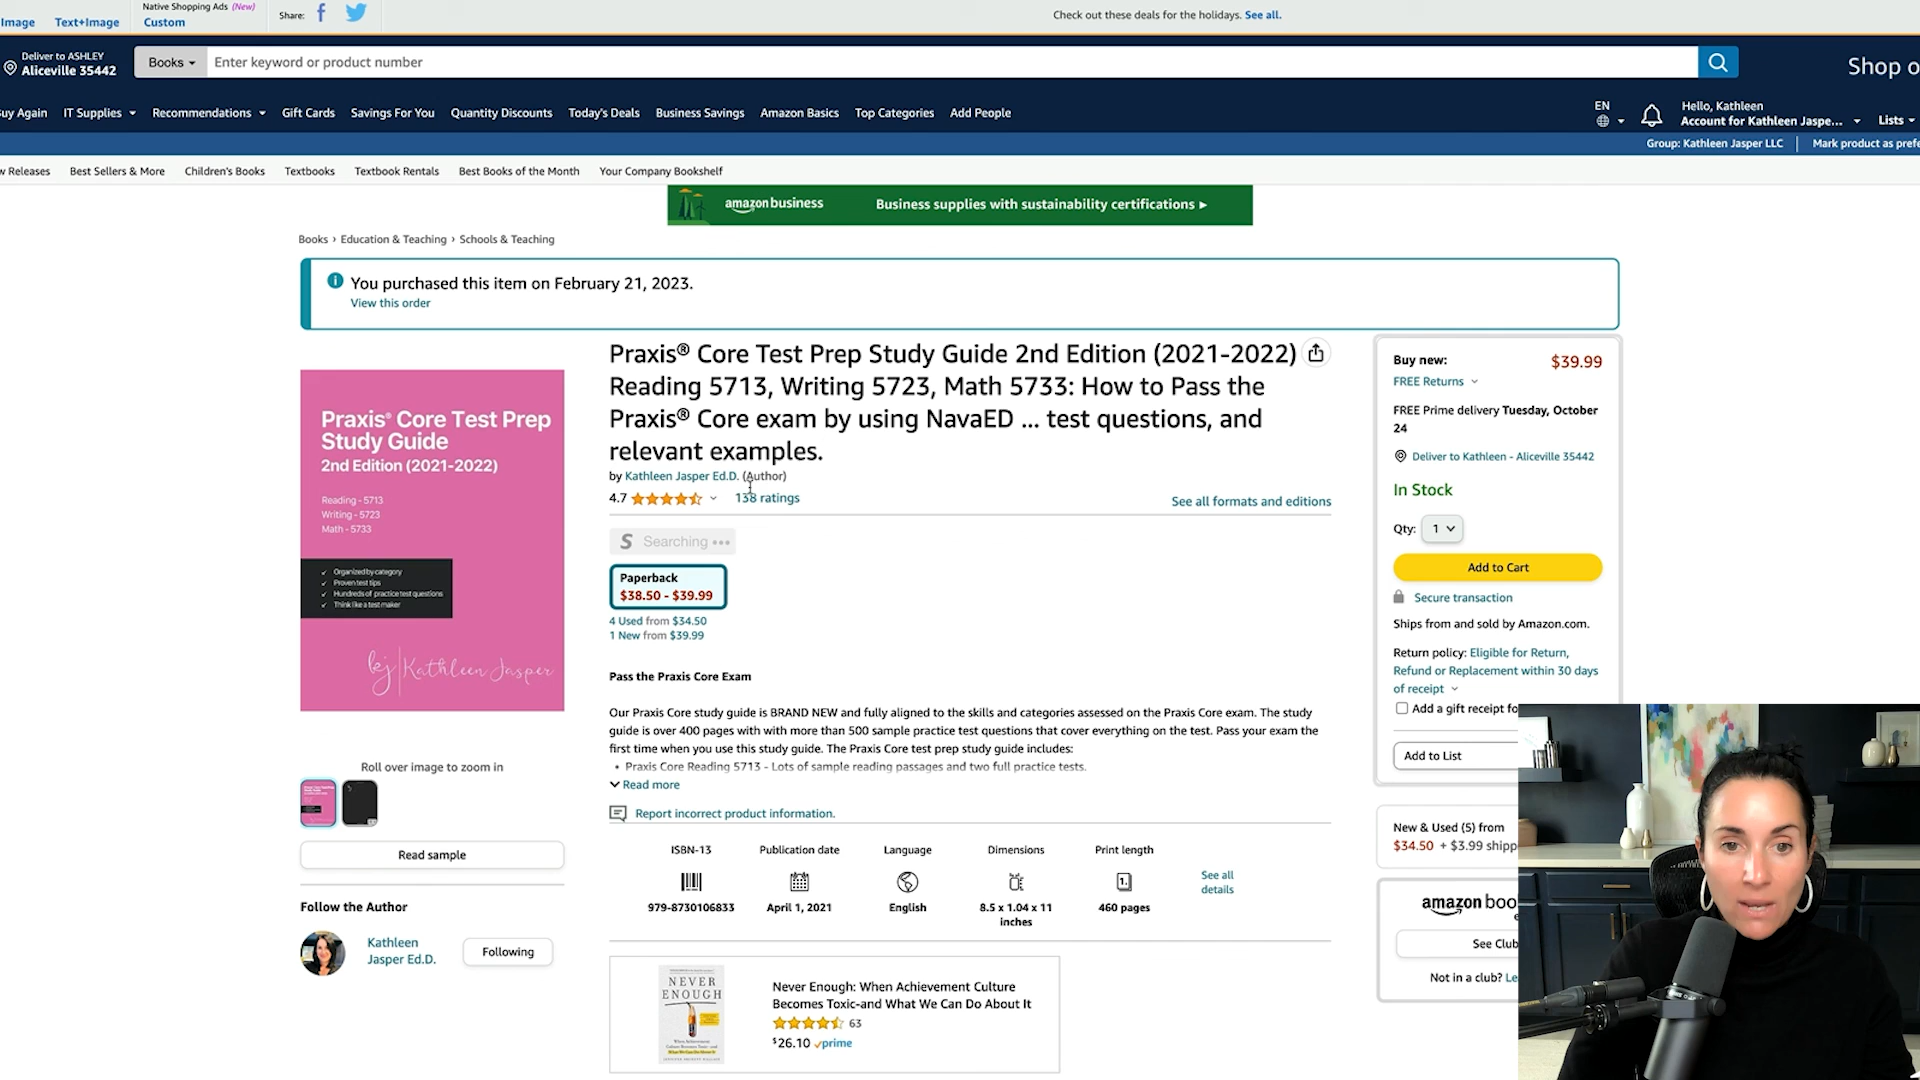 Image
Text+Image
Native Shopping Ads (New)
Custom
Share:
Check out these deals for the holidays. See all.
Deliver to ASHLEY
Aliceville 35442
Books
Enter keyword or product number
Shop o
uy Again
IT Supplies
Recommendations
Gift Cards
Savings For You
Quantity Discounts
Today's Deals
Business Savings
Amazon Basics
Top Categories
Add People
EN
Hello, Kathleen
Account for Kathleen Jaspe...
Lists
Group: Kathleen Jasper LLC
Mark product as prefe
w Releases
Best Sellers & More
Children's Books
Textbooks
Textbook Rentals
Best Books of the Month
Your Company Bookshelf
amazon business
Business supplies with sustainability certifications ▸
Books › Education & Teaching › Schools & Teaching
You purchased this item on February 21, 2023.
View this order
Praxis® Core Test Prep
Study Guide
2nd Edition (2021-2022)
Reading - 5713
Writing - 5723
Math - 5733
✓ Organized by category
✓ Proven test tips
✓ Hundreds of practice test questions
✓ Think like a test maker
kj Kathleen Jasper
Roll over image to zoom in
Read sample
Follow the Author
Kathleen
Jasper Ed.D.
Following
Praxis® Core Test Prep Study Guide 2nd Edition (2021-2022)
Reading 5713, Writing 5723, Math 5733: How to Pass the
Praxis® Core exam by using NavaED ... test questions, and
relevant examples.
by Kathleen Jasper Ed.D. (Author)
4.7
138 ratings
See all formats and editions
S Searching •••
Paperback
$38.50 - $39.99
4 Used from $34.50
1 New from $39.99
Pass the Praxis Core Exam
Our Praxis Core study guide is BRAND NEW and fully aligned to the skills and categories assessed on the Praxis Core exam. The study
guide is over 400 pages with with more than 500 sample practice test questions that cover everything on the test. Pass your exam the
first time when you use this study guide. The Praxis Core test prep study guide includes:
• Praxis Core Reading 5713 - Lots of sample reading passages and two full practice tests.
Read more
Report incorrect product information.
ISBN-13
979-8730106833
Publication date
April 1, 2021
Language
English
Dimensions
8.5 x 1.04 x 11
inches
Print length
1.
460 pages
See all
details
NEVER
ENOUGH
Never Enough: When Achievement Culture
Becomes Toxic-and What We Can Do About It
63
$26.10 prime
Buy new:
$39.99
FREE Returns
FREE Prime delivery Tuesday, October
24
Deliver to Kathleen - Aliceville 35442
In Stock
Qty: 1
Add to Cart
Secure transaction
Ships from and sold by Amazon.com.
Return policy: Eligible for Return,
Refund or Replacement within 30 days
of receipt
Add a gift receipt fo
Add to List
New & Used (5) from
$34.50 + $3.99 shipp
amazon boo
See Club
Not in a club? Le